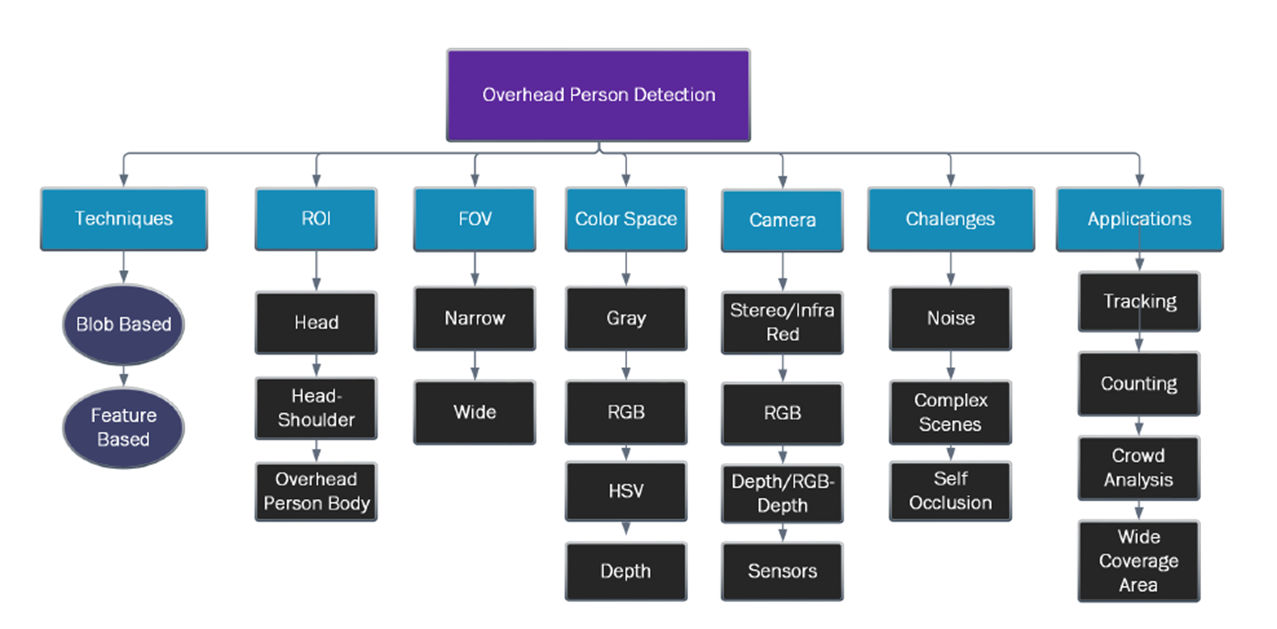 Overhead Person Detection
Techniques
ROI
FOV
Color Space
Camera
Chalenges
Applications
Blob Based
Feature
Based
Head
Head-
Shoulder
Overhead
Person Body
Narrow
Wide
Gray
RGB
HSV
Depth
Stereo/Infra
Red
RGB
Depth/RGB-
Depth
Sensors
Noise
Complex
Scenes
Self
Occlusion
Tracking
Counting
Crowd
Analysis
Wide
Coverage
Area